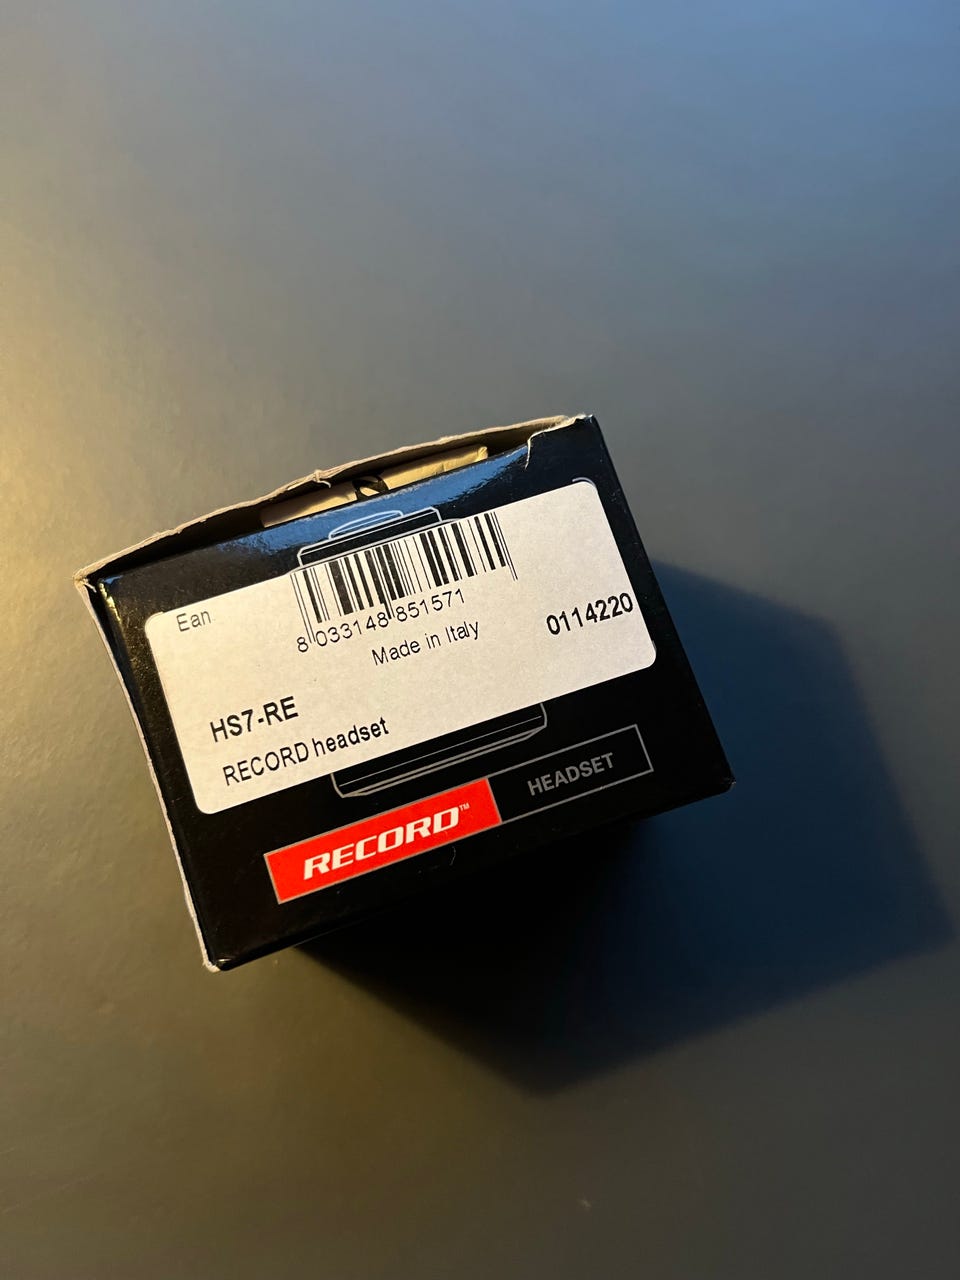 Ean
8 033148 851571
Made in Italy
0114220
HS7-RE
RECORD headset
RECORD™
HEADSET